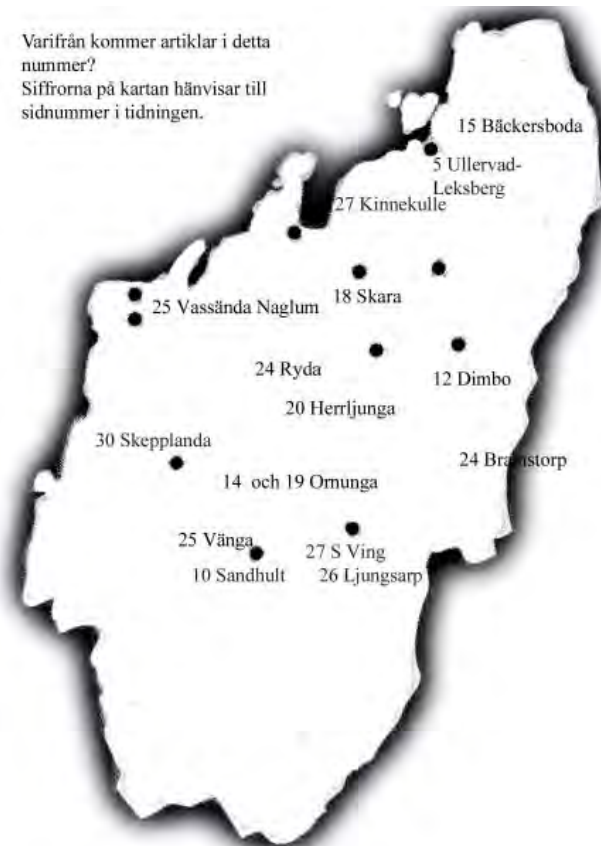 Varifrån kommer artiklar i detta
nummer?
Siffrorna på kartan hänvisar till
sidnummer i tidningen.
15 Bäckersboda
5 Ullervad-
Leksberg
27 Kinnekulle
18 Skara
25 Vassända Naglum
24 Ryda
12 Dimbo
20 Herrljunga
30 Skepplanda
24 Bramstorp
14 och 19 Ornunga
25 Vänga
27 S Ving
10 Sandhult
26 Ljungsarp